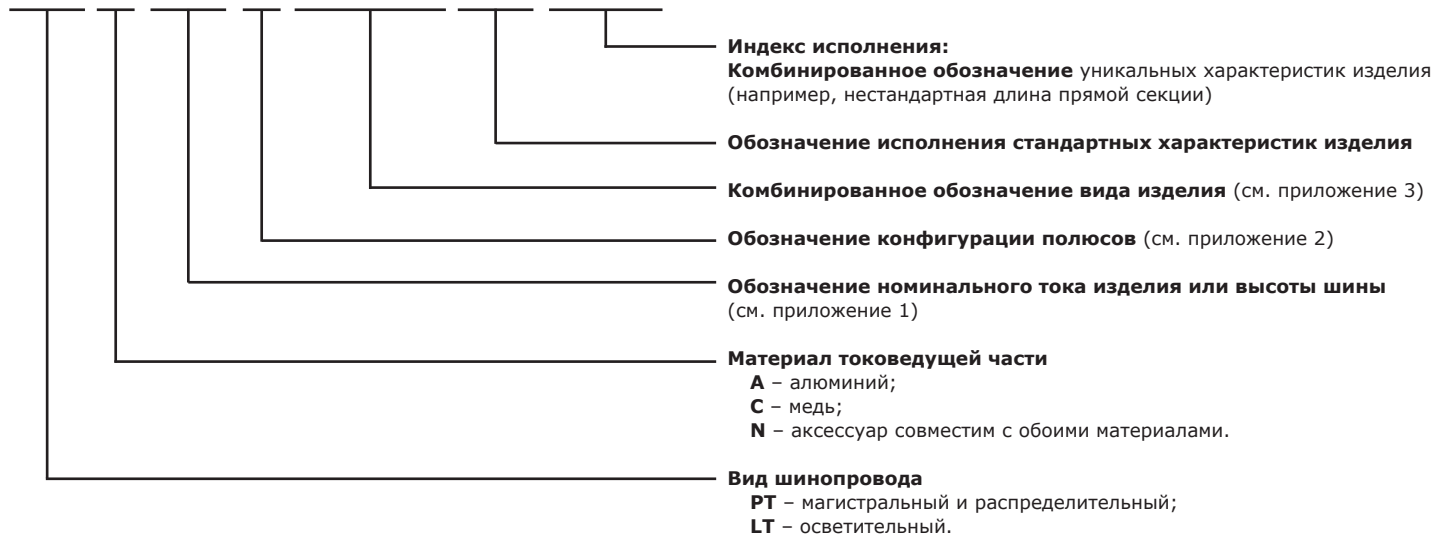 Индекс исполнения:
Комбинированное обозначение уникальных характеристик изделия
(например, нестандартная длина прямой секции)
Обозначение исполнения стандартных характеристик изделия
Комбинированное обозначение вида изделия (см. приложение 3)
Обозначение конфигурации полюсов (см. приложение 2)
Обозначение номинального тока изделия или высоты шины
(см. приложение 1)
Материал токоведущей части
A – алюминий;
C – медь;
N – аксессуар совместим с обоими материалами.
Вид шинопровода
PT – магистральный и распределительный;
LT – осветительный.